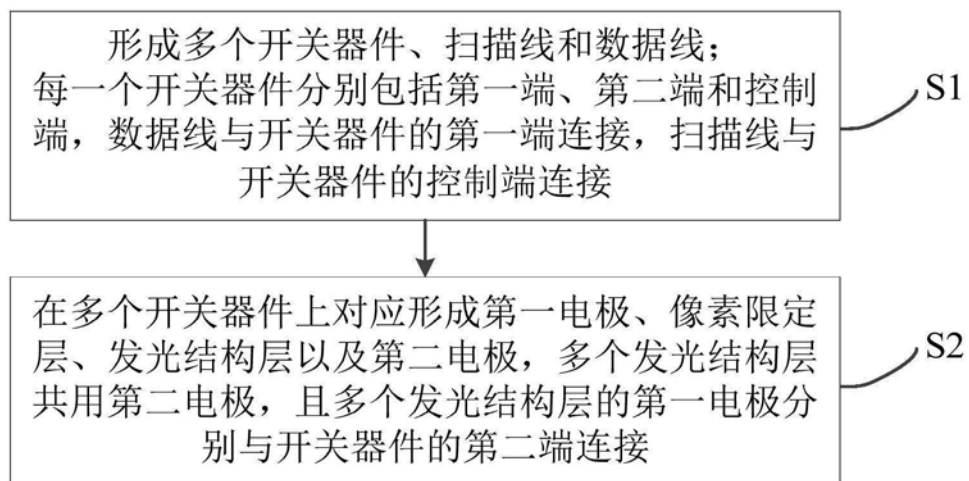 形成多个开关器件、扫描线和数据线；
每一个开关器件分别包括第一端、第二端和控制
端，数据线与开关器件的第一端连接，扫描线与
开关器件的控制端连接
S1
在多个开关器件上对应形成第一电极、像素限定
层、发光结构层以及第二电极，多个发光结构层
共用第二电极，且多个发光结构层的第一电极分
别与开关器件的第二端连接
S2